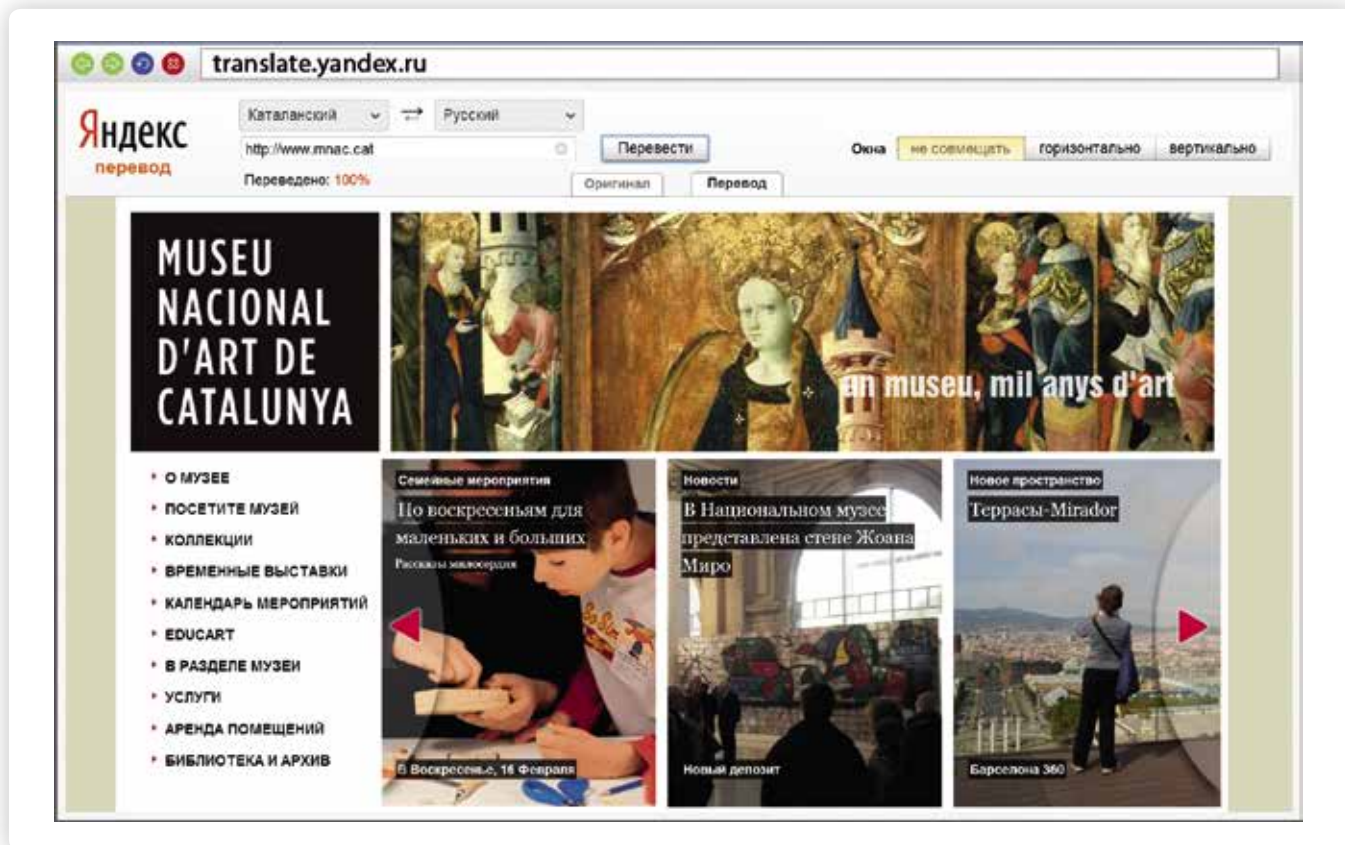 translate.yandex.ru
Яндекс
перевод
Каталанский
Русский
http://www.mnac.cat
Перевести
Переведено: 100%
Оригинал
Перевод
Окна
не совмещать
горизонтально
вертикально
MUSEU
NACIONAL
D'ART DE
CATALUNYA
un museu, mil anys d'art
О МУЗЕЕ
ПОСЕТИТЕ МУЗЕЙ
КОЛЛЕКЦИИ
ВРЕМЕННЫЕ ВЫСТАВКИ
КАЛЕНДАРЬ МЕРОПРИЯТИЙ
EDUCART
В РАЗДЕЛЕ МУЗЕИ
УСЛУГИ
АРЕНДА ПОМЕЩЕНИЙ
БИБЛИОТЕКА И АРХИВ
Семейные мероприятия
По воскресеньям для
маленьких и больших
Рассказы милосердия
В Воскресенье, 16 Февраля
Новости
В Национальном музее
представлена стене Жоана
Миро
Новый депозит
Новое пространство
Террасы-Mirador
Барселона 360